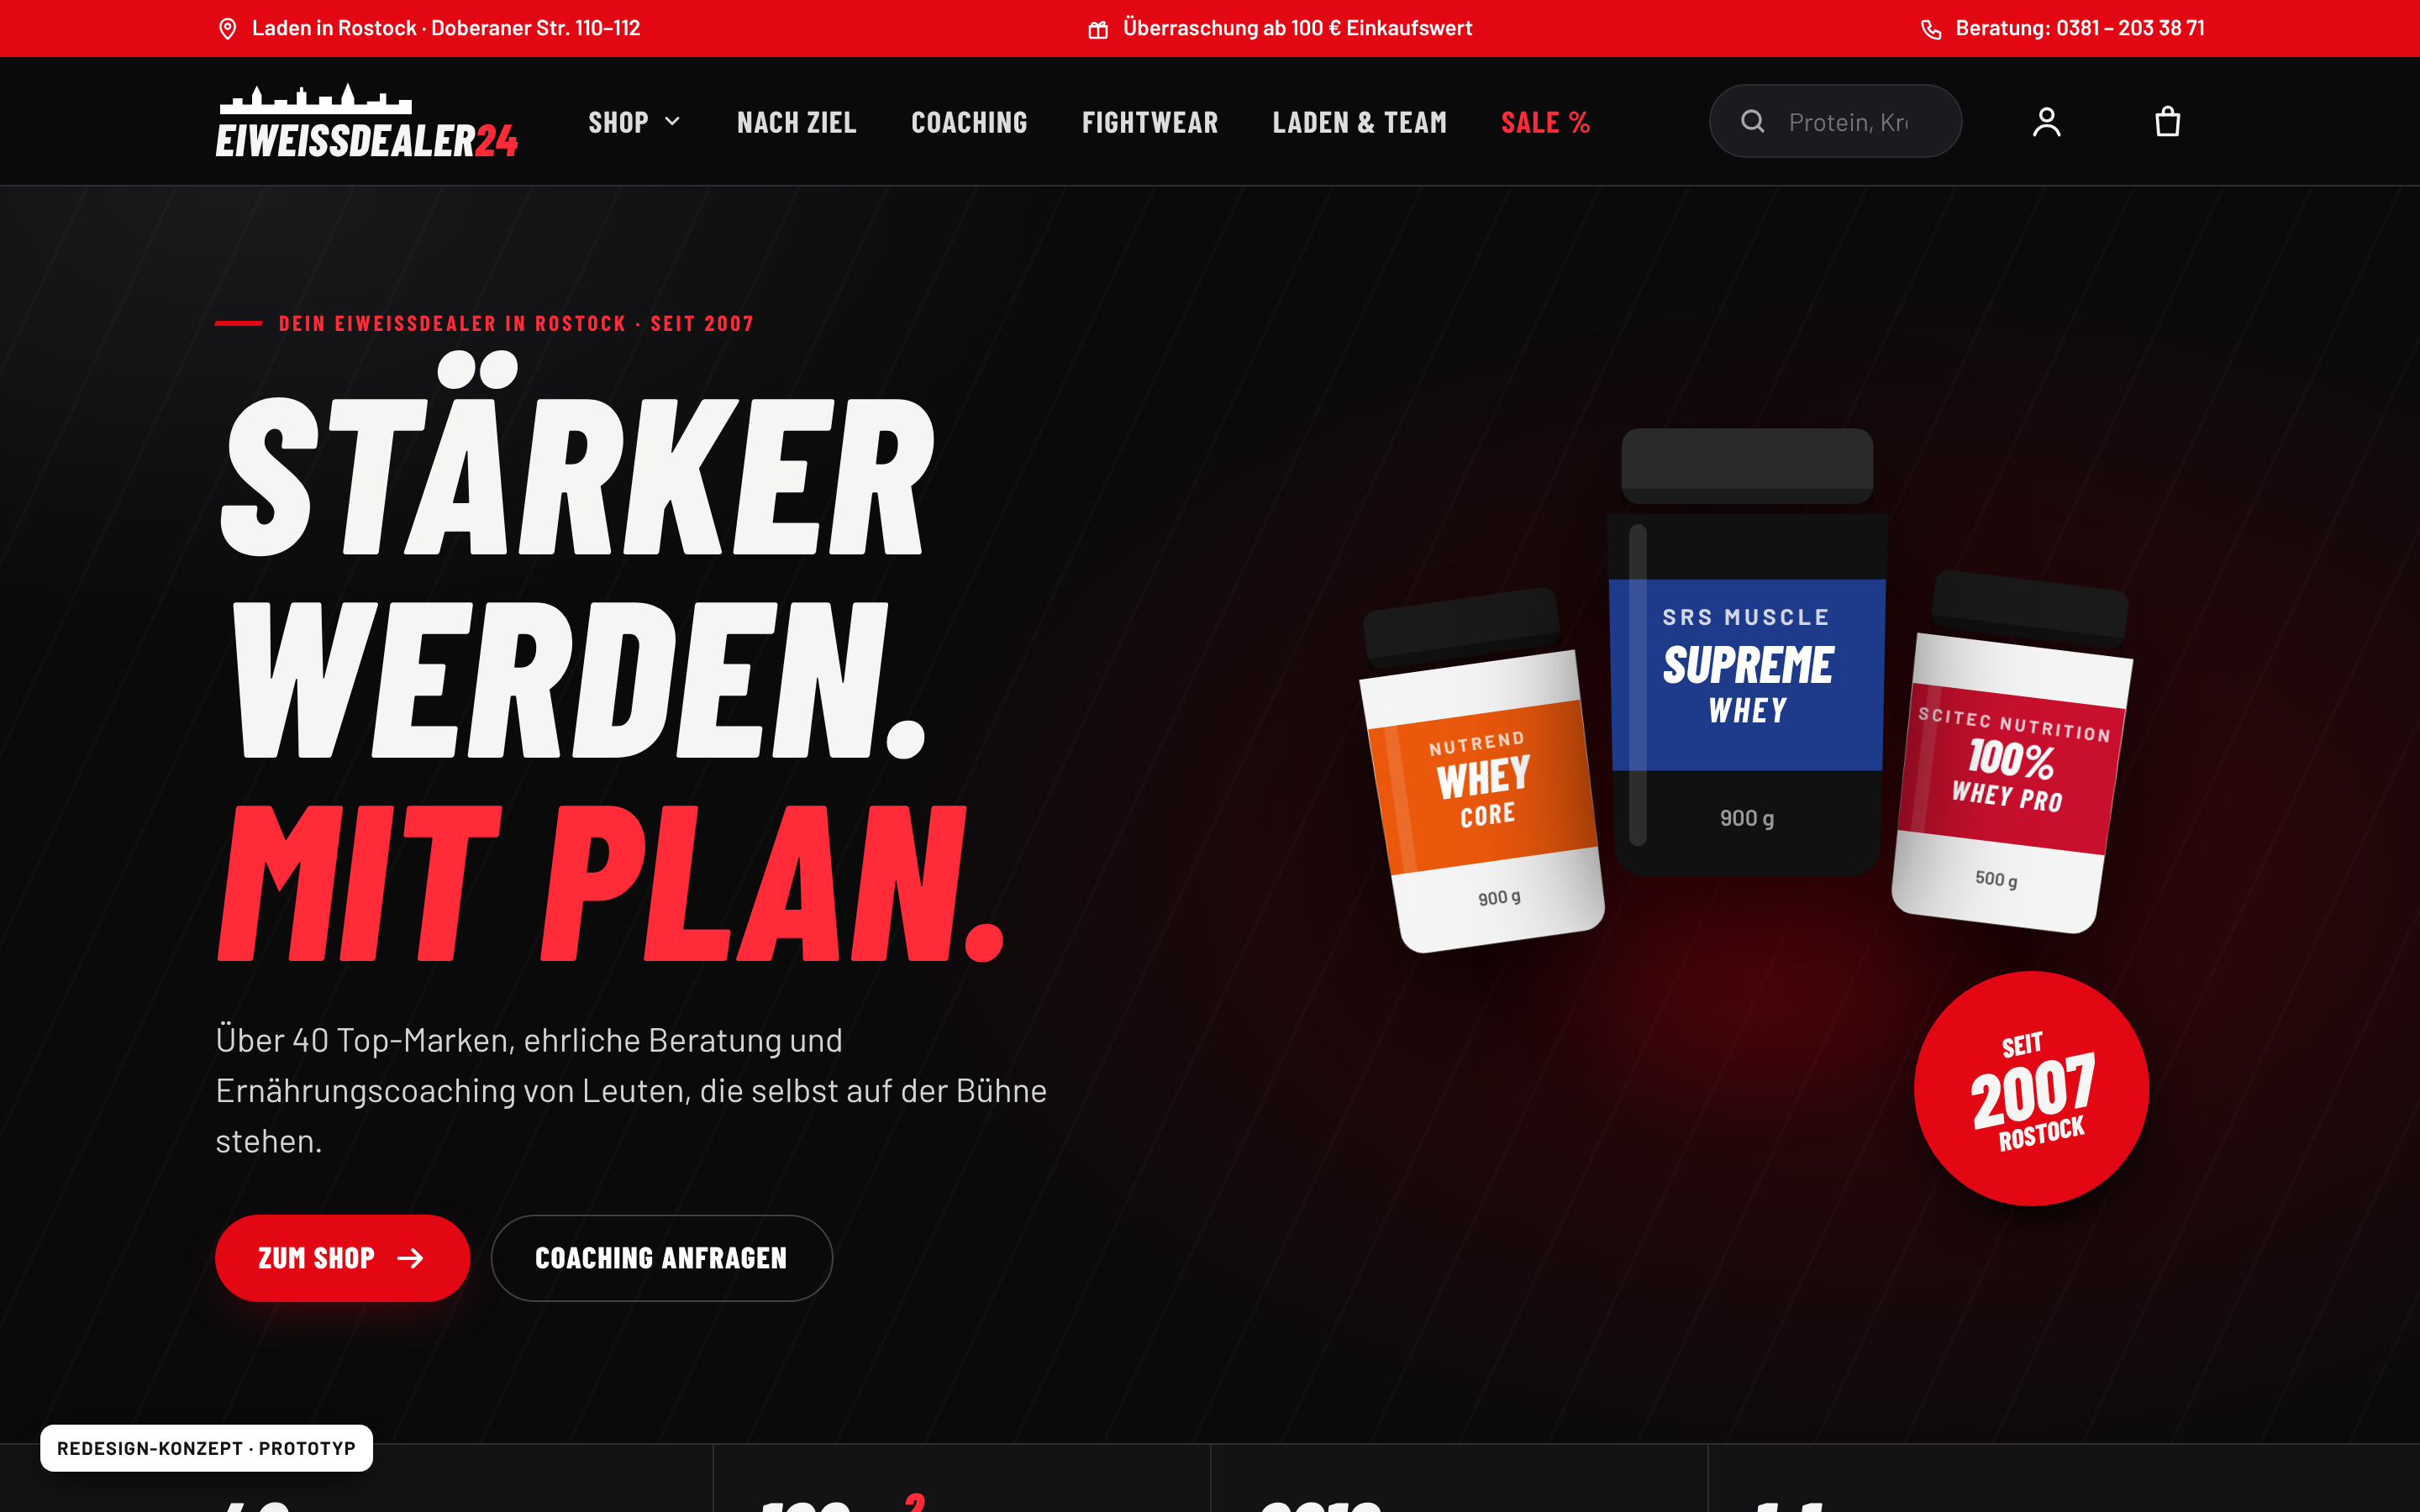 Laden in Rostock · Doberaner Str. 110–112
Überraschung ab 100 € Einkaufswert
Beratung: 0381 – 203 38 71
EIWEISSDEALER24
SHOP
NACH ZIEL
COACHING
FIGHTWEAR
LADEN & TEAM
SALE %
Protein,
DEIN EIWEISSDEALER IN ROSTOCK · SEIT 2007
STÄRKER
WERDEN.
MIT PLAN.
Über 40 Top-Marken, ehrliche Beratung und
Ernährungscoaching von Leuten, die selbst auf der Bühne
stehen.
ZUM SHOP
COACHING ANFRAGEN
NUTREND
WHEY
CORE
900 g
SRS MUSCLE
SUPREME
WHEY
900 g
SCITEC NUTRITION
100%
WHEY PRO
500 g
SEIT
2007
ROSTOCK
REDESIGN-KONZEPT · PROTOTYP